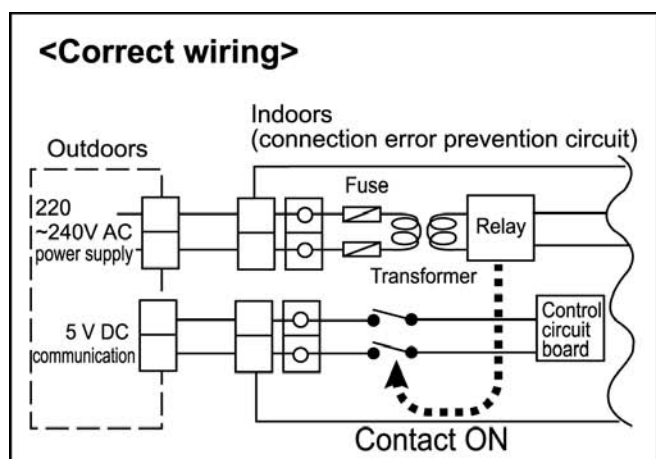 <Correct wiring>
Indoors
(connection error prevention circuit)
Outdoors
Fuse
220
~240V AC
power supply
Relay
Transformer
5 V DC
communication
Control
circuit
board
Contact ON